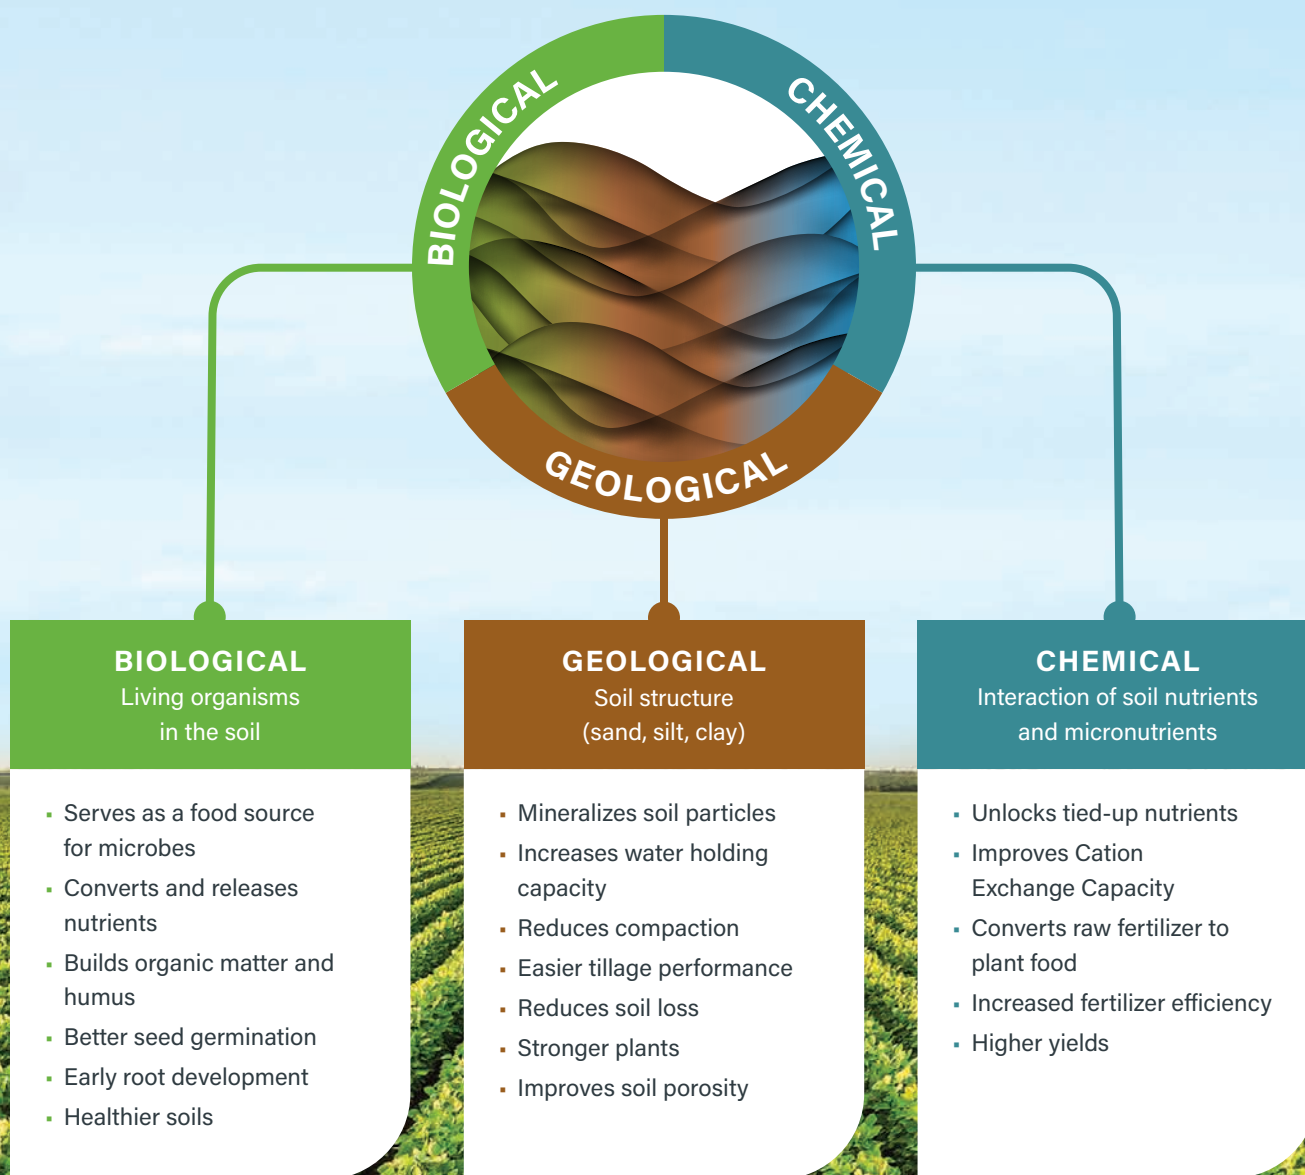 BIOLOGICAL
CHEMICAL
GEOLOGICAL
BIOLOGICAL
Living organisms
in the soil
▪ Serves as a food source
for microbes
▪ Converts and releases
nutrients
▪ Builds organic matter and
humus
▪ Better seed germination
▪ Early root development
▪ Healthier soils
GEOLOGICAL
Soil structure
(sand, silt, clay)
▪ Mineralizes soil particles
▪ Increases water holding
capacity
▪ Reduces compaction
▪ Easier tillage performance
▪ Reduces soil loss
▪ Stronger plants
▪ Improves soil porosity
CHEMICAL
Interaction of soil nutrients
and micronutrients
▪ Unlocks tied-up nutrients
▪ Improves Cation
Exchange Capacity
▪ Converts raw fertilizer to
plant food
▪ Increased fertilizer efficiency
▪ Higher yields